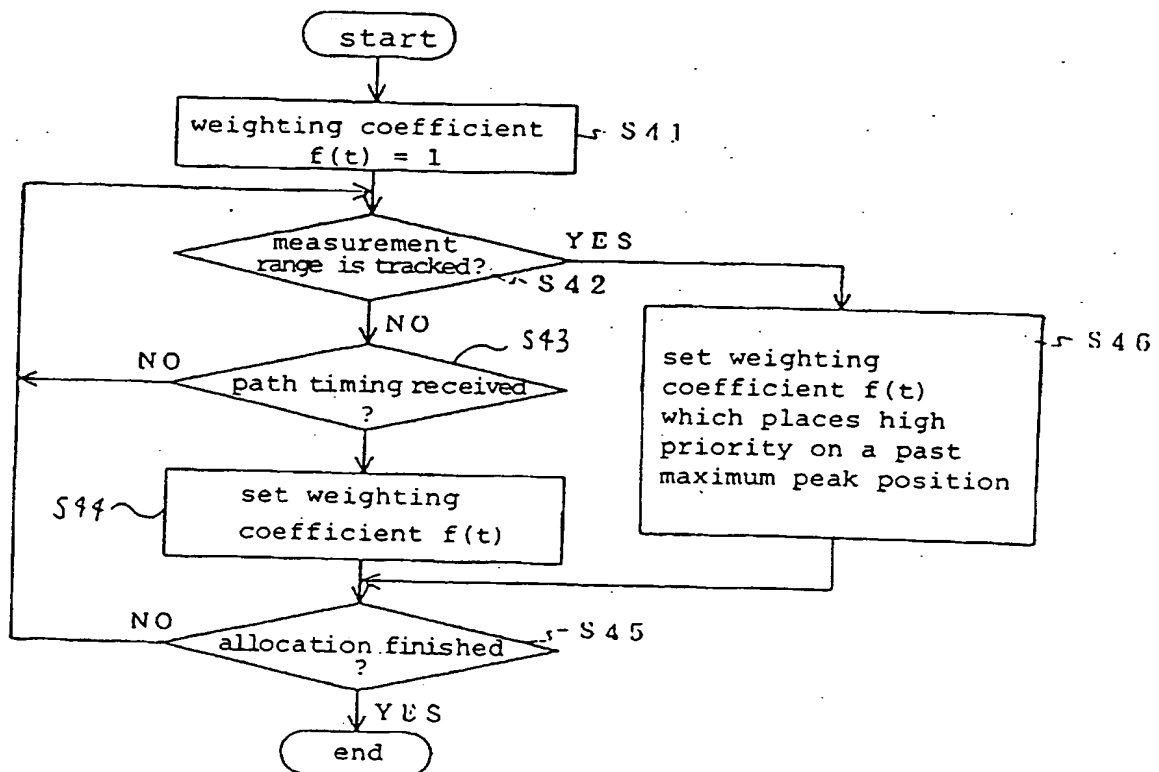 start
weighting coefficient
f(t) = 1
S41
measurement
range is tracked?
YES
S42
NO
S43
NO
path timing received
?
set weighting
coefficient f(t)
which places high
priority on a past
maximum peak position
S46
S44
set weighting
coefficient f(t)
NO
allocation finished
?
S45
YES
end